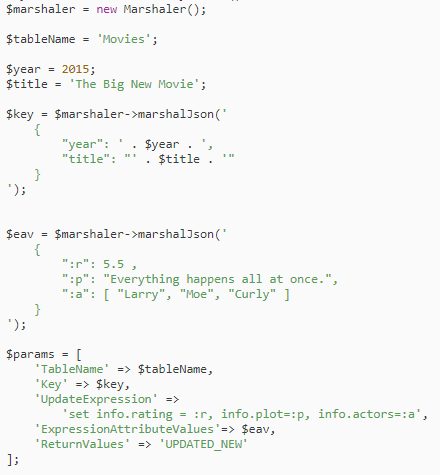 $marshaler = new Marshaler();
$tableName = 'Movies';
$year = 2015;
$title = 'The Big New Movie';
$key = $marshaler->marshalJson('
    {
        "year": ' . $year . ',
        "title": "' . $title . '"
    }
');
$eav = $marshaler->marshalJson('
    {
        ":r": 5.5 ,
        ":p": "Everything happens all at once.",
        ":a": [ "Larry", "Moe", "Curly" ]
    }
');
$params = [
    'TableName' => $tableName,
    'Key' => $key,
    'UpdateExpression' =>
        'set info.rating = :r, info.plot=:p, info.actors=:a',
    'ExpressionAttributeValues'=> $eav,
    'ReturnValues' => 'UPDATED_NEW'
];